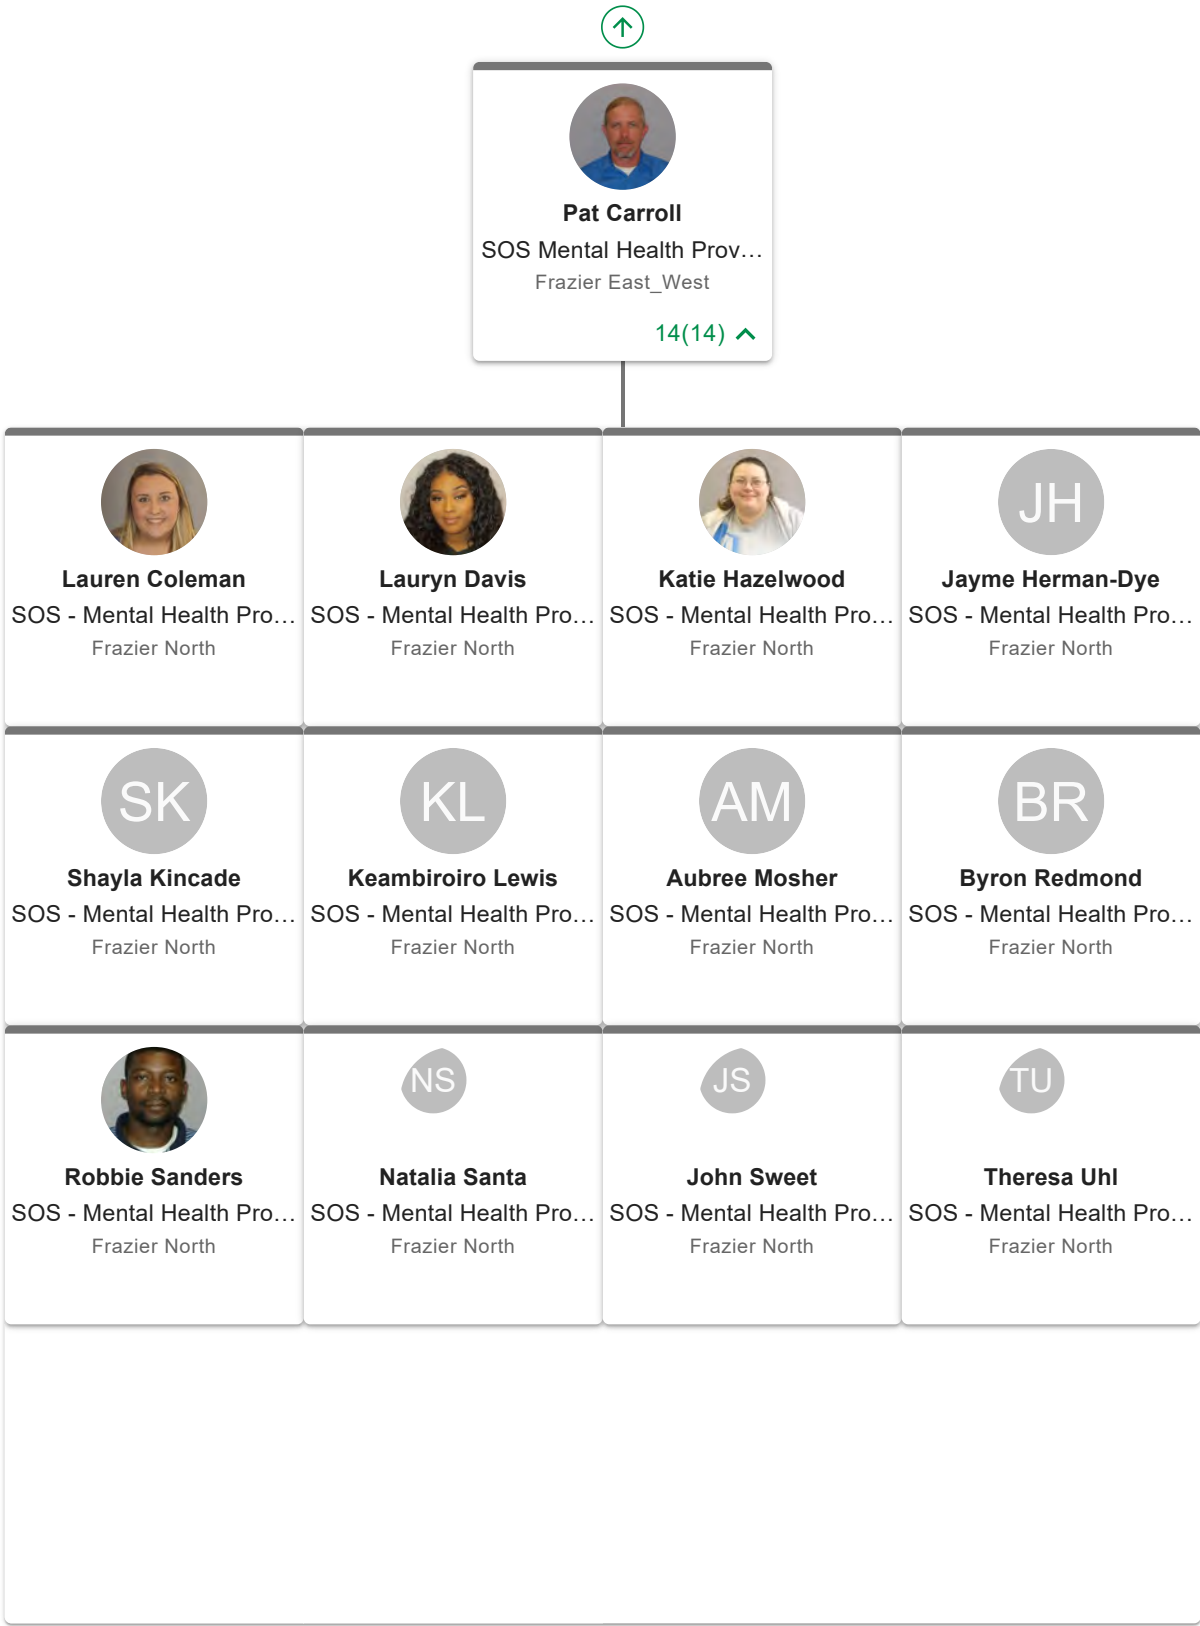 Pat Carroll
SOS Mental Health Prov…
Frazier East_West
14(14)
Lauren Coleman
SOS - Mental Health Pro…
Frazier North
Lauryn Davis
SOS - Mental Health Pro…
Frazier North
Katie Hazelwood
SOS - Mental Health Pro…
Frazier North
JH
Jayme Herman-Dye
SOS - Mental Health Pro…
Frazier North
SK
Shayla Kincade
SOS - Mental Health Pro…
Frazier North
KL
Keambiroiro Lewis
SOS - Mental Health Pro…
Frazier North
AM
Aubree Mosher
SOS - Mental Health Pro…
Frazier North
BR
Byron Redmond
SOS - Mental Health Pro…
Frazier North
Robbie Sanders
SOS - Mental Health Pro…
Frazier North
NS
Natalia Santa
SOS - Mental Health Pro…
Frazier North
JS
John Sweet
SOS - Mental Health Pro…
Frazier North
TU
Theresa Uhl
SOS - Mental Health Pro…
Frazier North